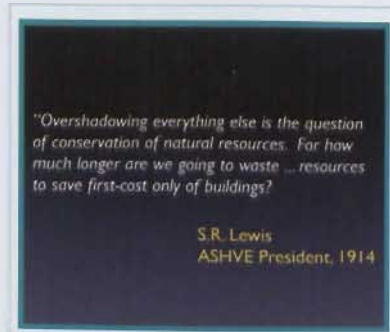 "Overshadowing everything else is the question
of conservation of natural resources. For how
much longer are we going to waste ... resources
to save first-cost only of buildings?
S.R. Lewis
ASHVE President, 1914